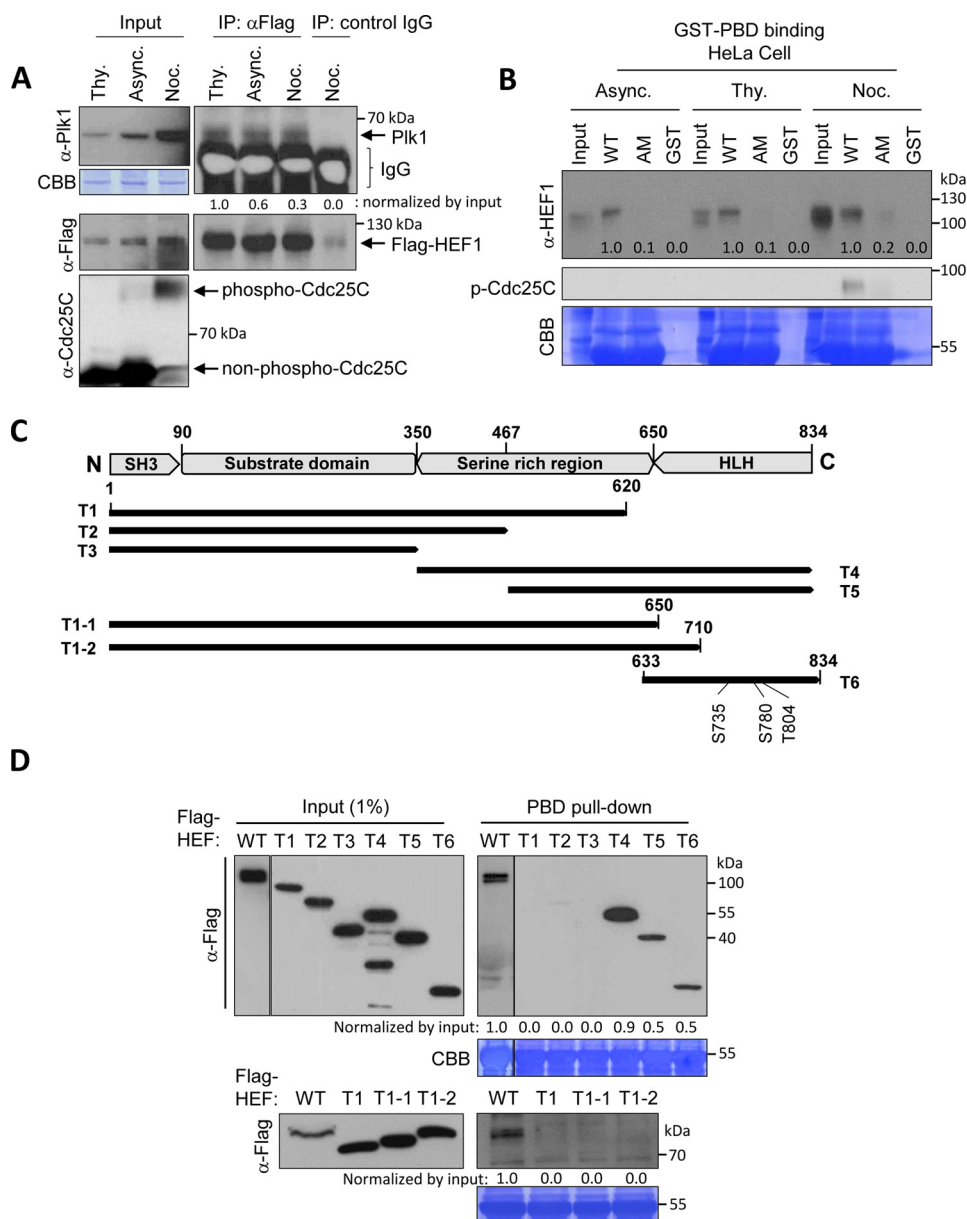 A
Input
IP: αFlag
IP: control IgG
Thy.
Async.
Noc.
Thy.
Async.
Noc.
Noc.
α-Plk1
70 kDa
Plk1
IgG
CBB
1.0 0.6 0.3 0.0 : normalized by input
α-Flag
130 kDa
Flag-HEF1
α-Cdc25C
phospho-Cdc25C
70 kDa
non-phospho-Cdc25C
B
GST-PBD binding
HeLa Cell
Async. Thy. Noc.
Input WT AM GST Input WT AM GST Input WT AM GST
kDa
α-HEF1
130
100
1.0 0.1 0.0 1.0 0.1 0.0 1.0 0.2 0.0
p-Cdc25C
100
CBB
55
C
90 350 467 650 834
N SH3 Substrate domain Serine rich region HLH C
1 620
T1
T2
T3
T4
T5
650
T1-1
710
T1-2
633 834
T6
S735
S780
T804
D
Input (1%) PBD pull-down
Flag-
HEF: WT T1 T2 T3 T4 T5 T6 WT T1 T2 T3 T4 T5 T6
kDa
α-Flag
100
55
40
Normalized by input: 1.0 0.0 0.0 0.0 0.9 0.5 0.5
CBB
55
Flag-
HEF: WT T1 T1-1 T1-2 WT T1 T1-1 T1-2
α-Flag
kDa
70
Normalized by input: 1.0 0.0 0.0 0.0
55